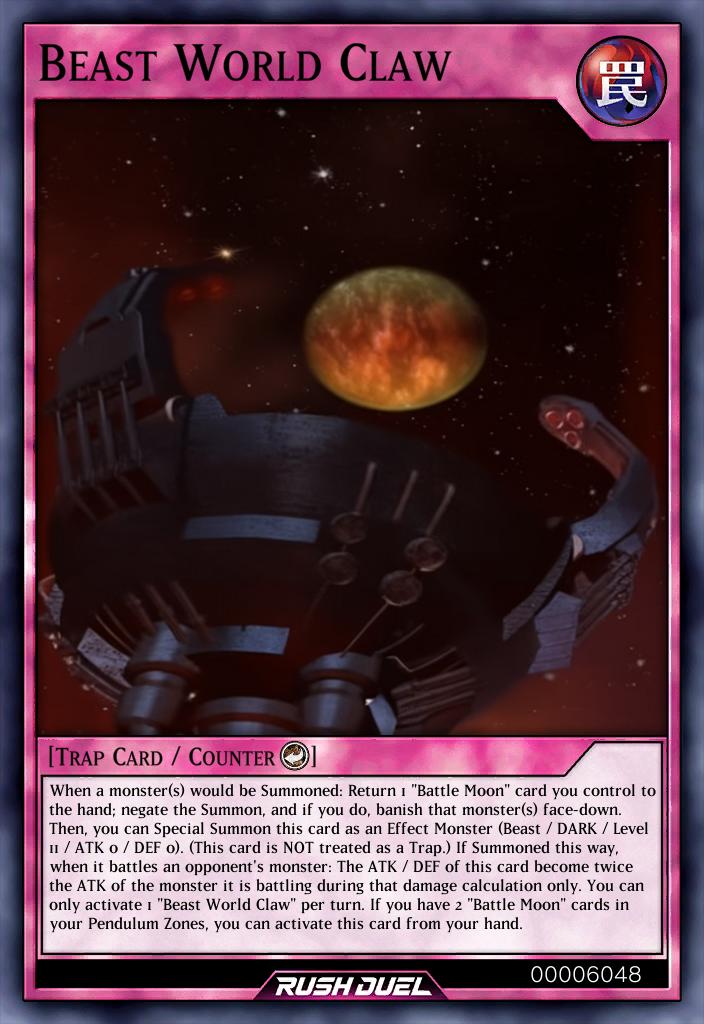 Beast World Claw
罠
[Trap Card / Counter]
When a monster(s) would be Summoned: Return 1 "Battle Moon" card you control to
the hand; negate the Summon, and if you do, banish that monster(s) face-down.
Then, you can Special Summon this card as an Effect Monster (Beast / DARK / Level
11 / ATK 0 / DEF 0). (This card is NOT treated as a Trap.) If Summoned this way,
when it battles an opponent's monster: The ATK / DEF of this card become twice
the ATK of the monster it is battling during that damage calculation only. You can
only activate 1 "Beast World Claw" per turn. If you have 2 "Battle Moon" cards in
your Pendulum Zones, you can activate this card from your hand.
00006048
RUSH DUEL